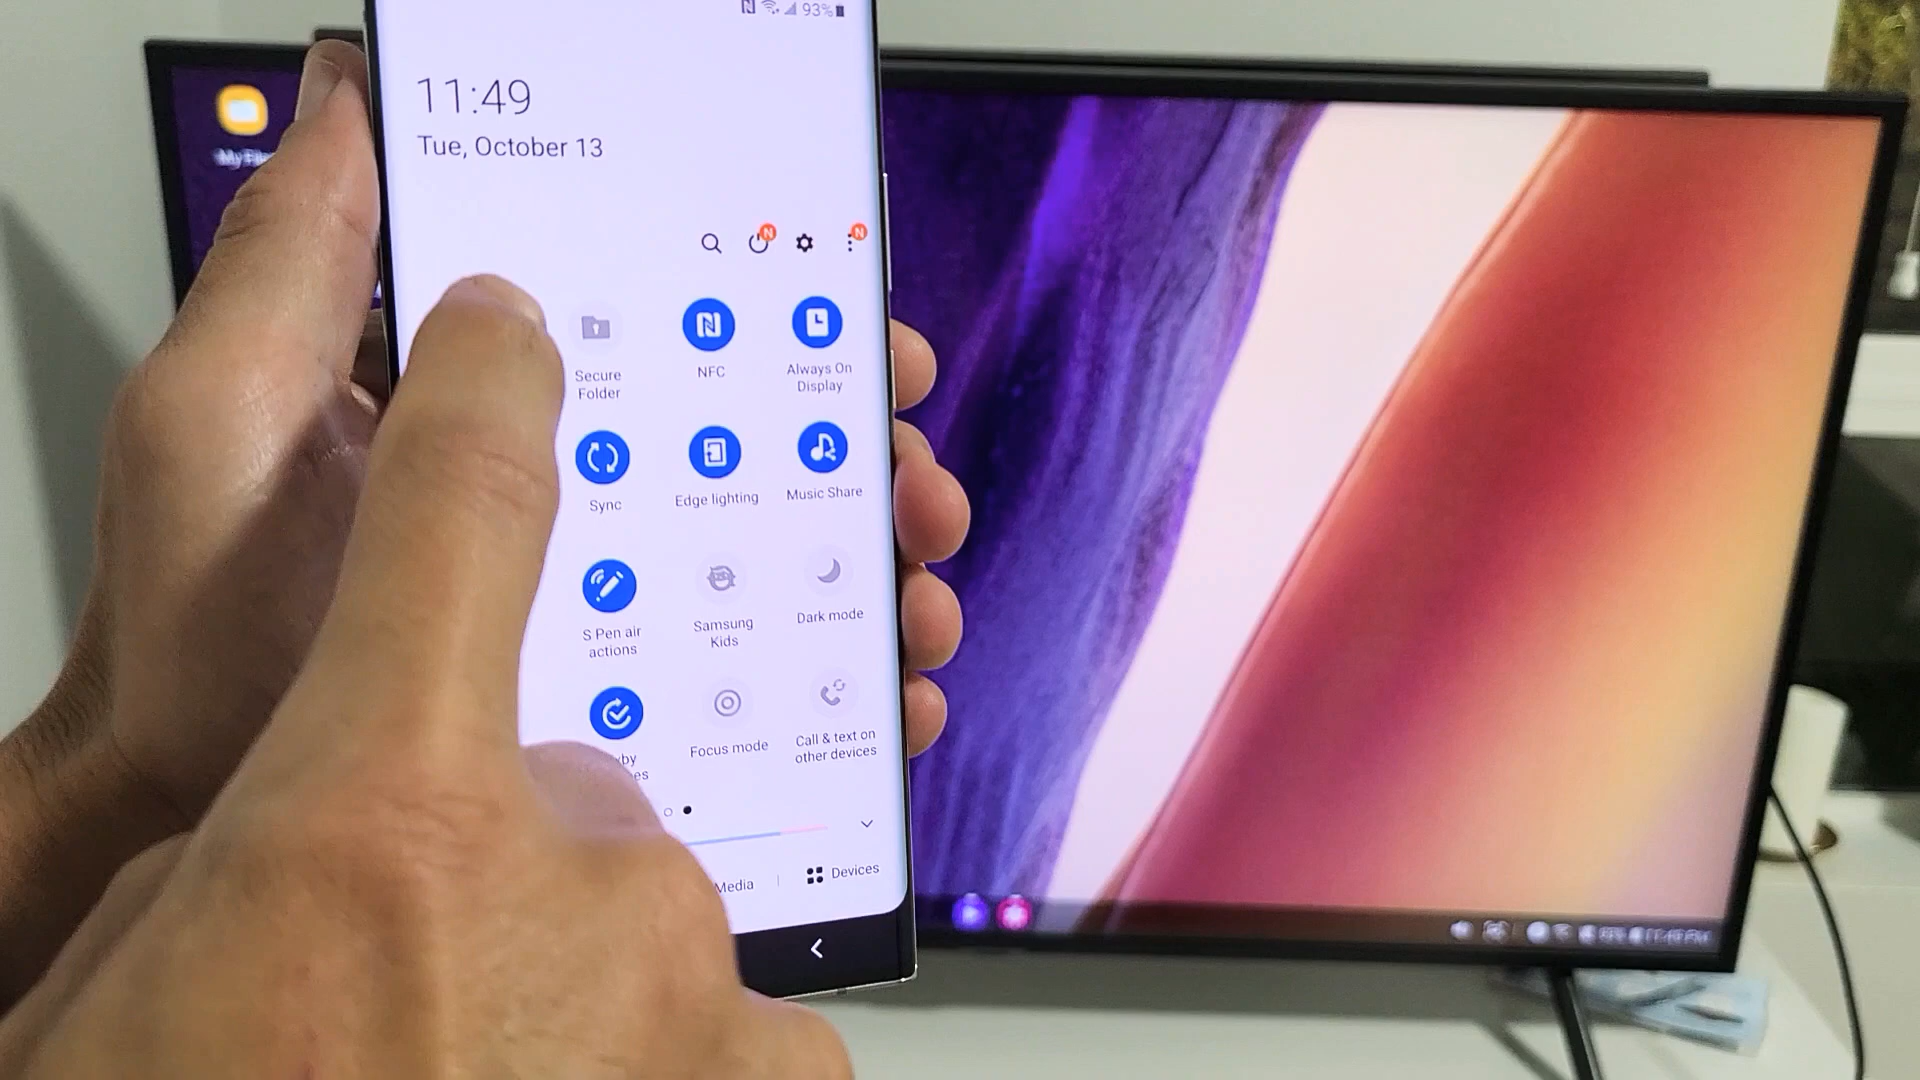 93%
11:49
Tue, October 13
N
N
Secure
Folder
NFC
Always On
Display
Sync
Edge lighting
Music Share
S Pen air
actions
Samsung
Kids
Dark mode
Focus mode
Call & text on
other devices
Media
Devices